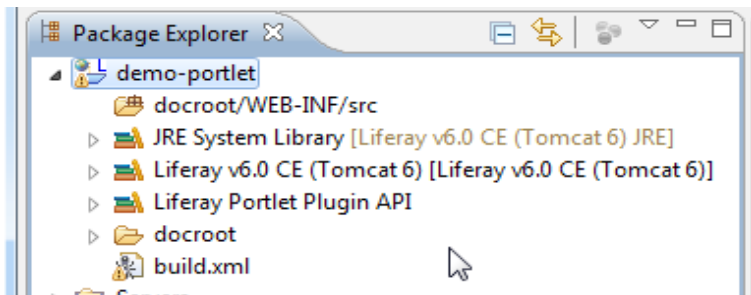 Package Explorer
demo-portlet
docroot/WEB-INF/src
JRE System Library [Liferay v6.0 CE (Tomcat 6) JRE]
Liferay v6.0 CE (Tomcat 6) [Liferay v6.0 CE (Tomcat 6)]
Liferay Portlet Plugin API
docroot
build.xml